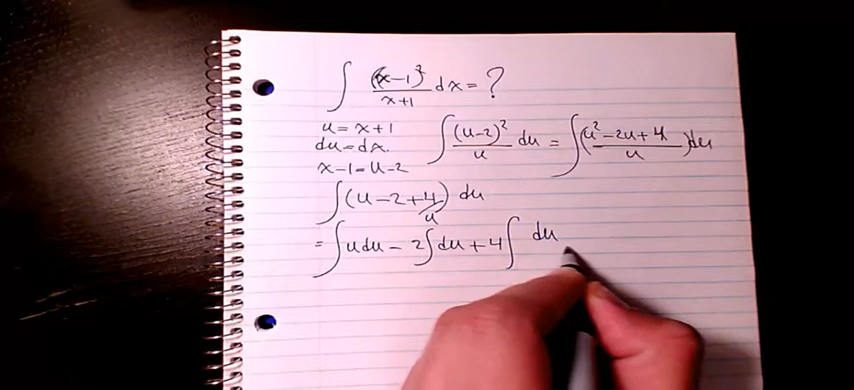 ∫ (x-1)²/(x+1) dx = ?
u = x+1 ∫ (u-2)²/u du = ∫ (u²-2u+4/u) du
du = dx.
x-1 = u-2
∫ (u-2+4/u) du
= ∫ u du - 2∫ du + 4∫ du